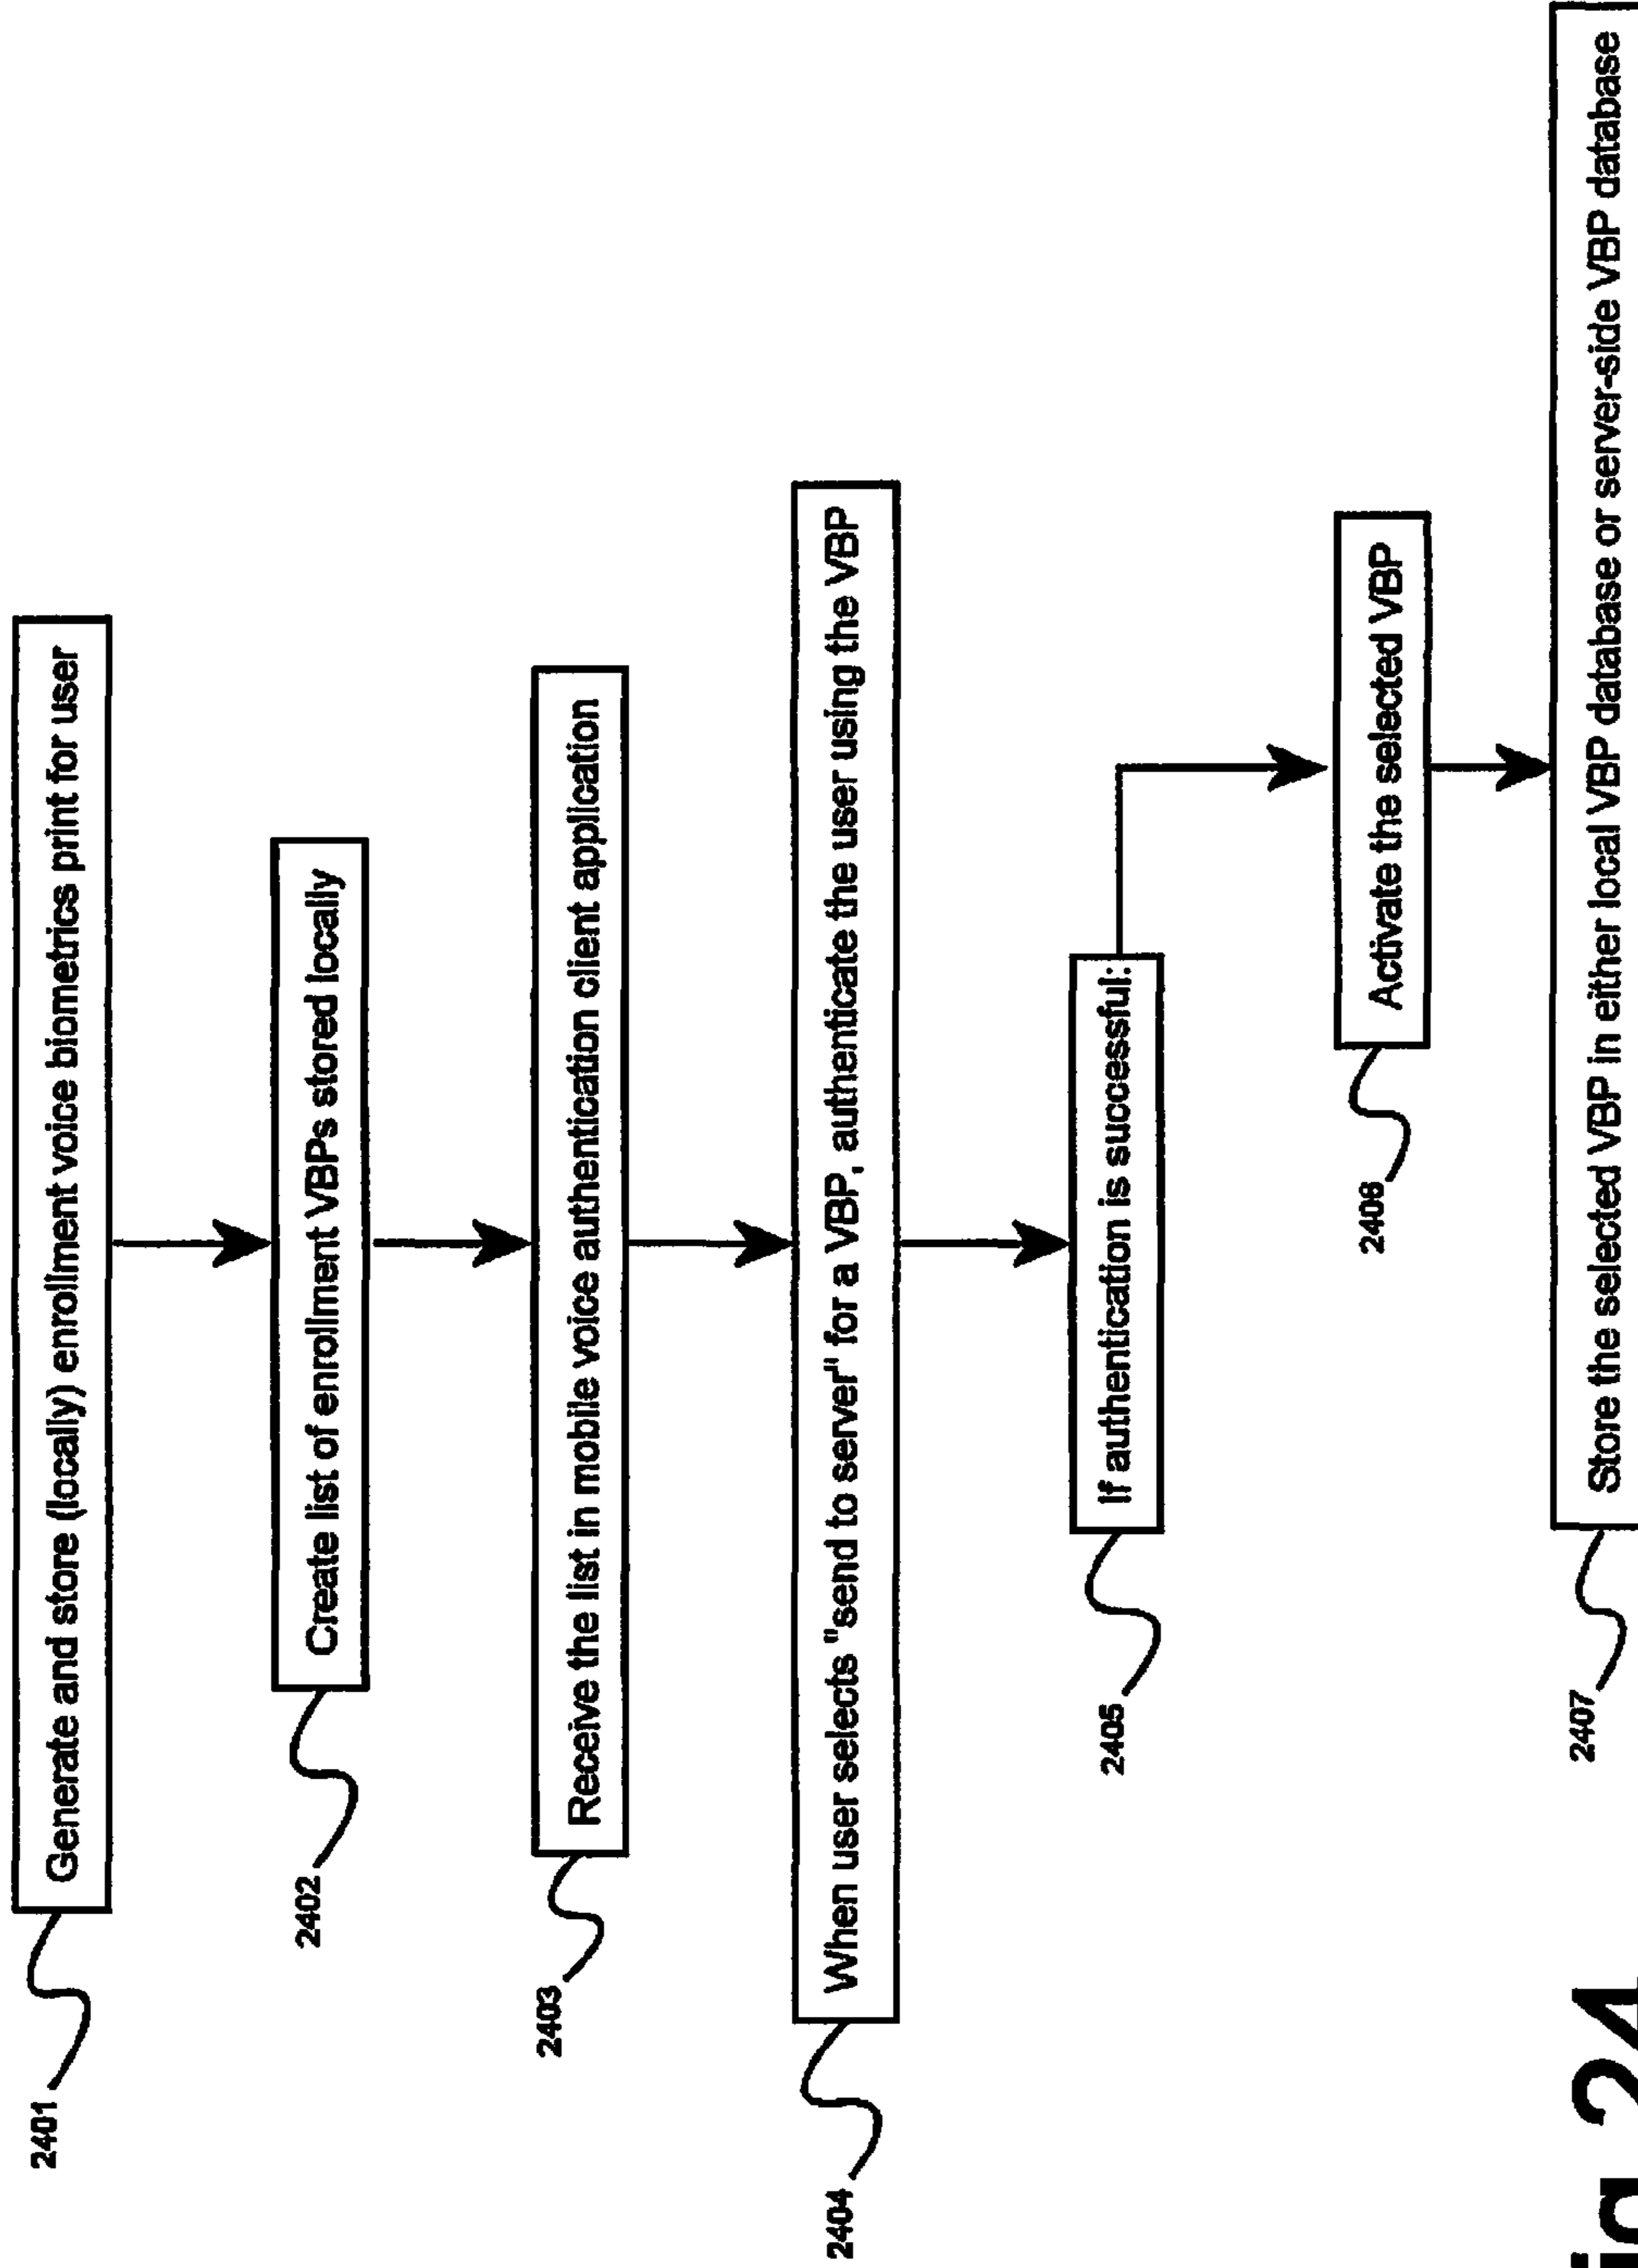 2401
Generate and store (locally) enrollment voice biometrics print for user
2402
Create list of enrollment VBPs stored locally
2403
Receive the list in mobile voice authentication client application
2404
When user selects "send to server" for a VBP, authenticate the user using the VBP
2405
If authentication is successful:
2406
Activate the selected VBP
2407
Store the selected VBP in either local VBP database or server-side VBP database
ig 24